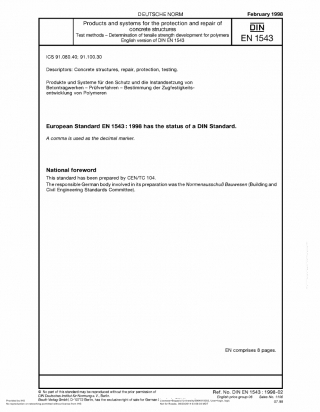 DEUTSCHE NORM
February 1998
Products and systems for the protection and repair of
concrete structures
Test methods – Determination of tensile strength development for polymers
English version of DIN EN 1543
DIN
EN 1543
ICS 91.080.40; 91.100.30
Descriptors: Concrete structures, repair, protection, testing.
Produkte und Systeme für den Schutz und die Instandsetzung von
Betontragwerken – Prüfverfahren – Bestimmung der Zugfestigkeits-
entwicklung von Polymeren
European Standard EN 1543 : 1998 has the status of a DIN Standard.
A comma is used as the decimal marker.
National foreword
This standard has been prepared by CEN/TC 104.
The responsible German body involved in its preparation was the Normenausschuß Bauwesen (Building and
Civil Engineering Standards Committee).
EN comprises 8 pages.
© No part of this standard may be reproduced without the prior permission of
DIN Deutsches Institut für Normung e. V., Berlin.
Beuth Verlag GmbH, D-10772 Berlin, has the exclusive right of sale for German
Ref. No. DIN EN 1543 : 1998-02
English price group 06